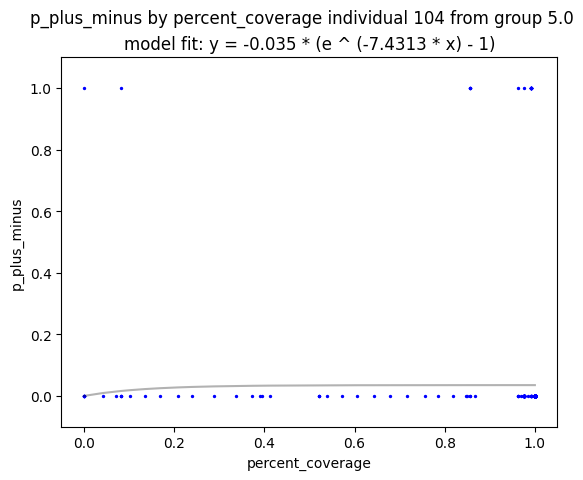 p_plus_minus by percent_coverage individual 104 from group 5.0
model fit: y = -0.035 * (e ^ (-7.4313 * x) - 1)
1.0
0.8
0.6
0.4
0.2
0.0
p_plus_minus
0.0 0.2 0.4 0.6 0.8 1.0
percent_coverage